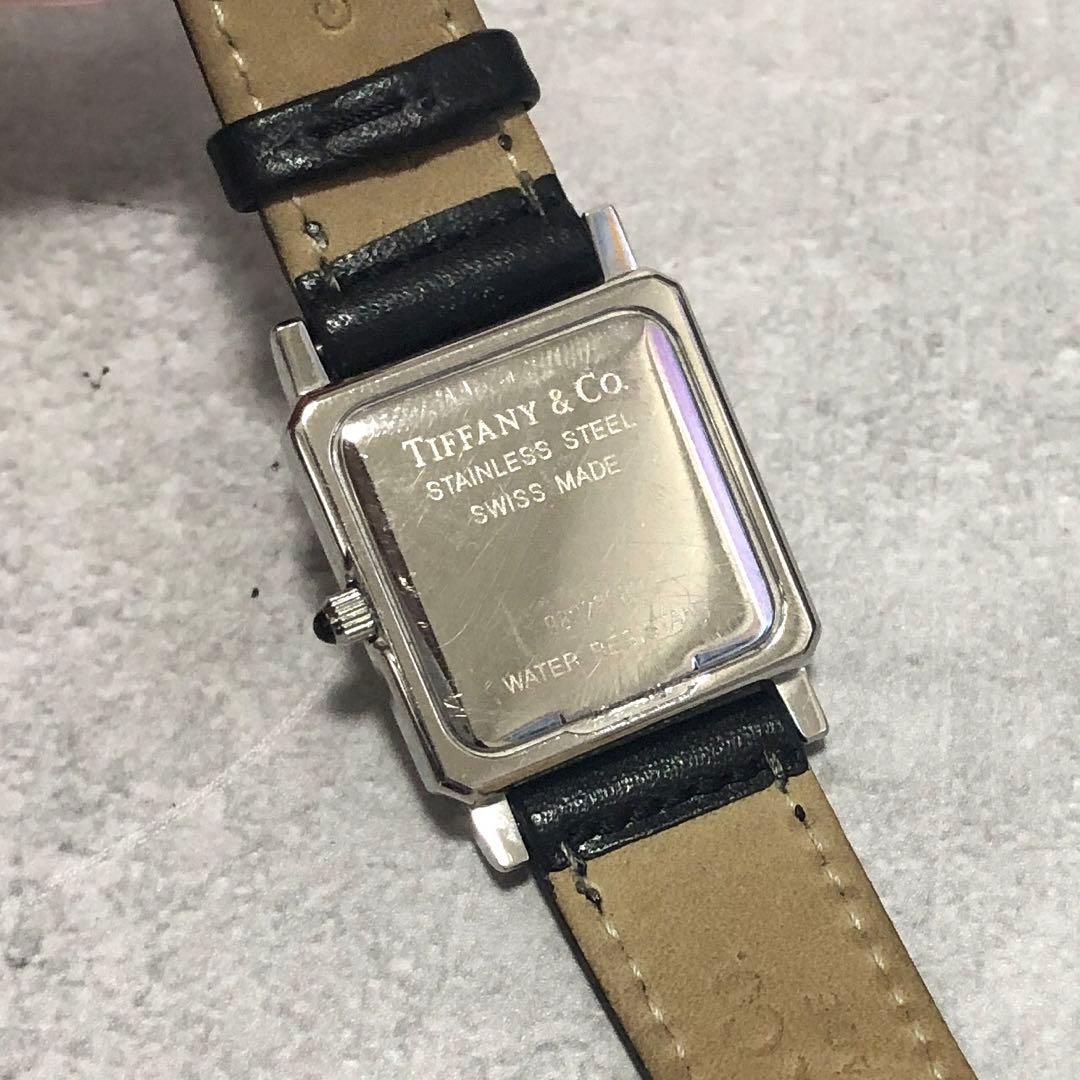 TIFFANY & CO.
STAINLESS STEEL
SWISS MADE
WATER